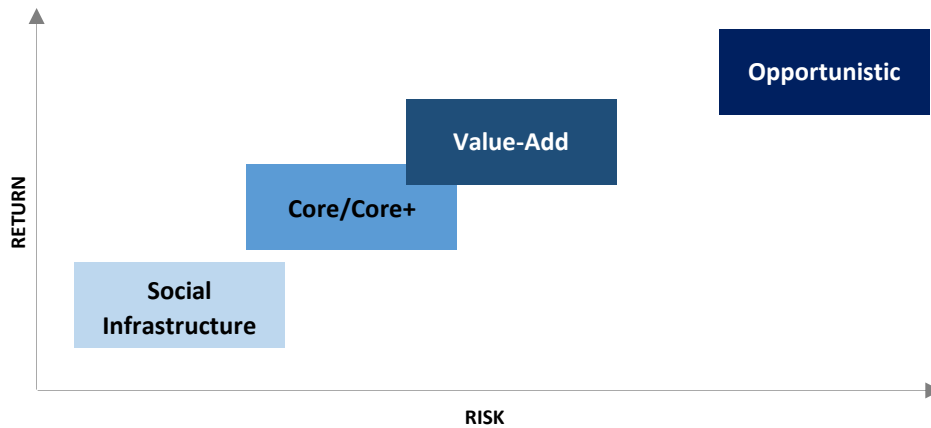 Opportunistic
Value-Add
Core/Core+
Social
Infrastructure
RETURN
RISK